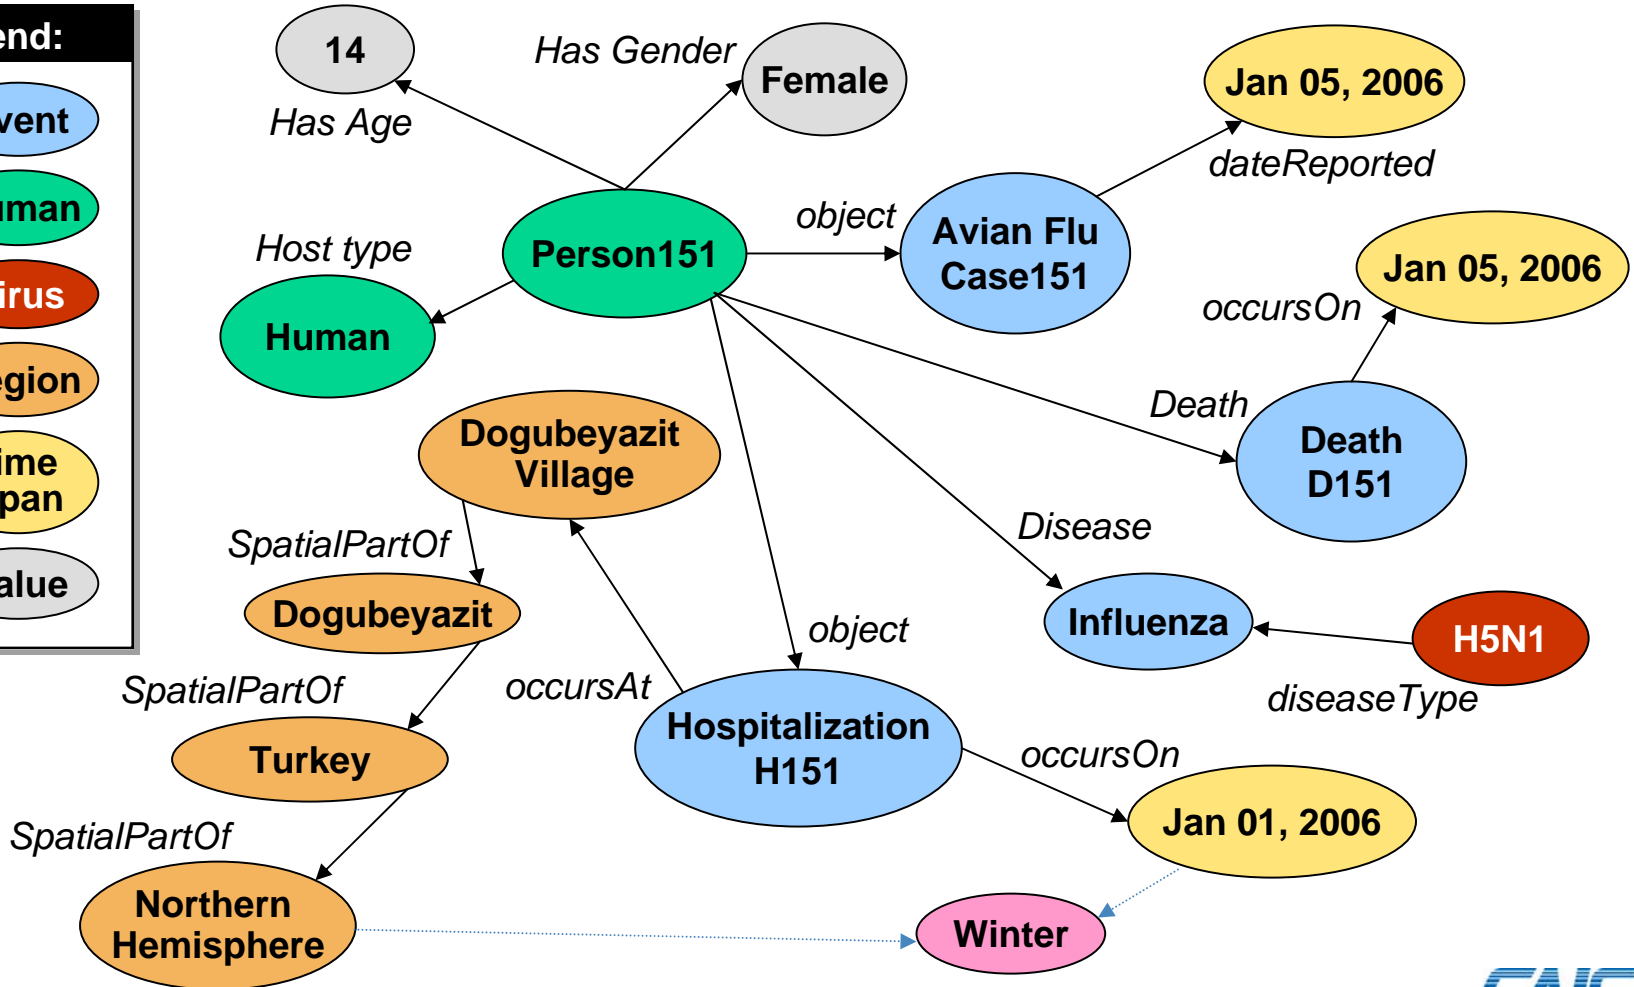 end:
vent
uman
irus
egion
ime
pan
alue
14
Has Gender
Female
Has Age
Jan 05, 2006
dateReported
object
Avian Flu
Case151
Host type
Person151
Human
Jan 05, 2006
occursOn
Death
Death
D151
Dogubeyazit
Village
SpatialPartOf
Dogubeyazit
Disease
Influenza
H5N1
diseaseType
object
occursAt
SpatialPartOf
Turkey
Hospitalization
H151
occursOn
Jan 01, 2006
SpatialPartOf
Northern
Hemisphere
Winter